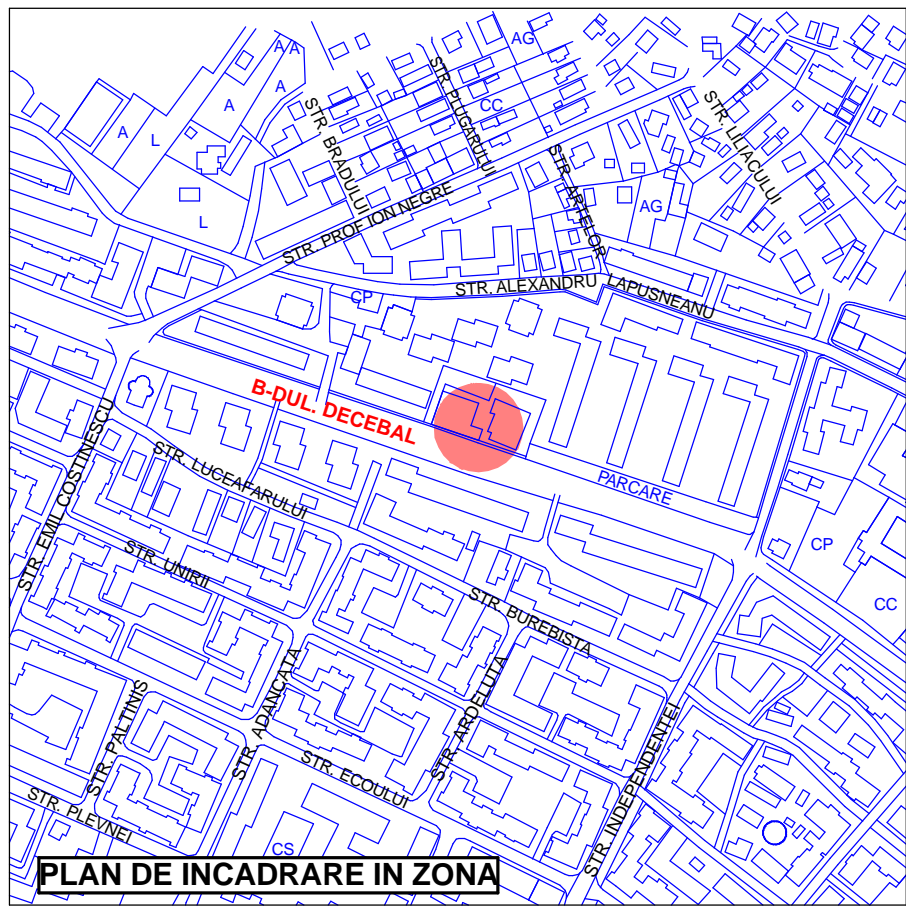 A A
AG
A
STR. PLUGARULUI
CC
STR. LILIACULUI
A
STR. BRADULUI
A
L
STR. ARTELOR
STR. PROF ION NEGRE
AG
L
STR. ALEXANDRU LAPUSNEANU
CP
B-DUL. DECEBAL
STR. EMIL COSTINESCU
STR. LUCEAFARULUI
PARCARE
STR. UNIRII
CP
STR. BUREBISTA
CC
STR. PALTINIS
STR. ADANCATA
STR. ARDELUTA
STR. INDEPENDENTEI
STR. ECOULUI
STR. PLEVNEI
CS
PLAN DE INCADRARE IN ZONA